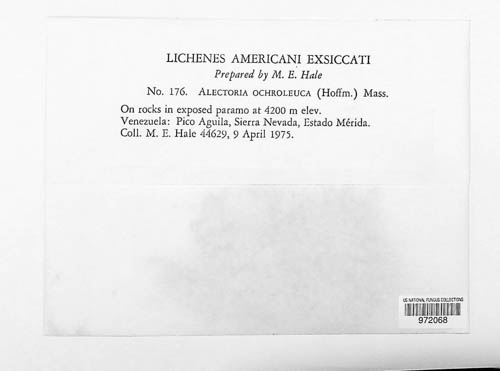 LICHENES AMERICANI EXSICCATI
Prepared by M. E. Hale
No. 176. ALECTORIA OCHROLEUCA (Hoffm.) Mass.
On rocks in exposed paramo at 4200 m elev.
Venezuela: Pico Aguila, Sierra Nevada, Estado Mérida.
Coll. M. E. Hale 44629, 9 April 1975.
US NATIONAL FUNGUS COLLECTIONS
972068